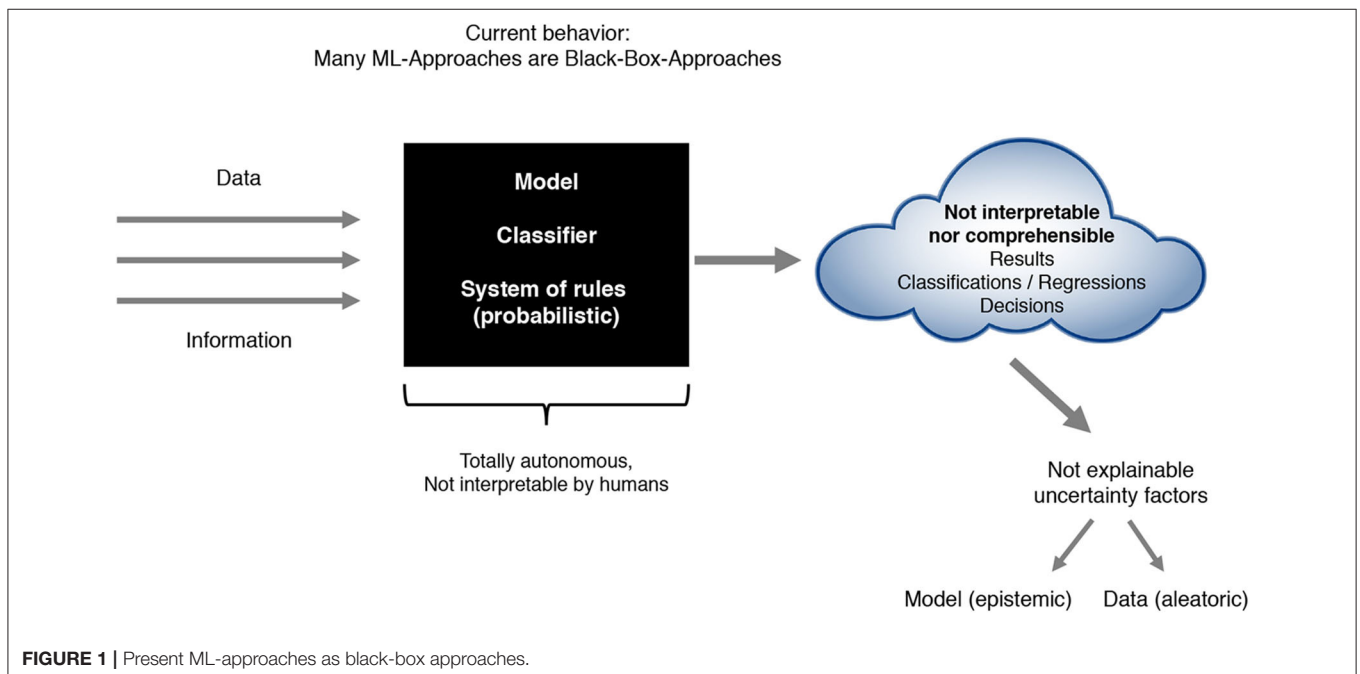 Current behavior:
Many ML-Approaches are Black-Box-Approaches
Data
Information
Model
Classifier
System of rules
(probabilistic)
Totally autonomous,
Not interpretable by humans
Not interpretable
nor comprehensible
Results
Classifications / Regressions
Decisions
Not explainable
uncertainty factors
Model (epistemic)
Data (aleatoric)
FIGURE 1 | Present ML-approaches as black-box approaches.